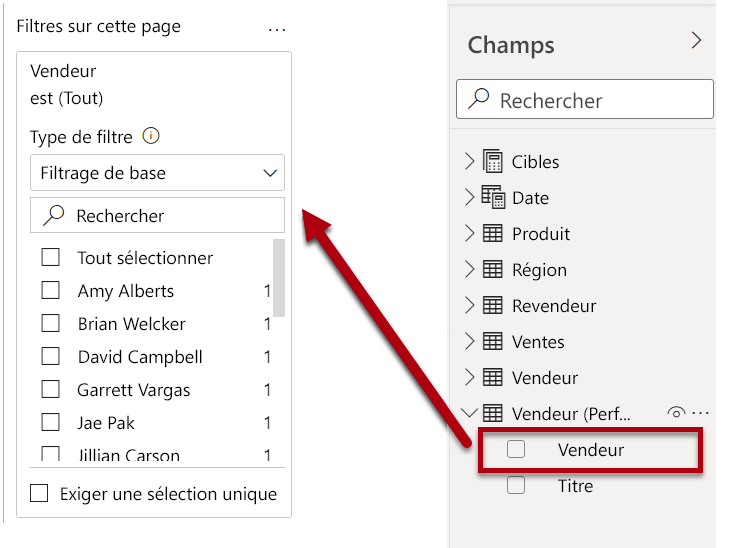 Filtres sur cette page
...
Vendeur
est (Tout)
Type de filtre
Filtrage de base
Rechercher
Tout sélectionner
Amy Alberts 1
Brian Welcker 1
David Campbell 1
Garrett Vargas 1
Jae Pak 1
Jillian Carson 1
Exiger une sélection unique
Champs
Rechercher
Cibles
Date
Produit
Région
Revendeur
Ventes
Vendeur
Vendeur (Perf... ...
Vendeur
Titre